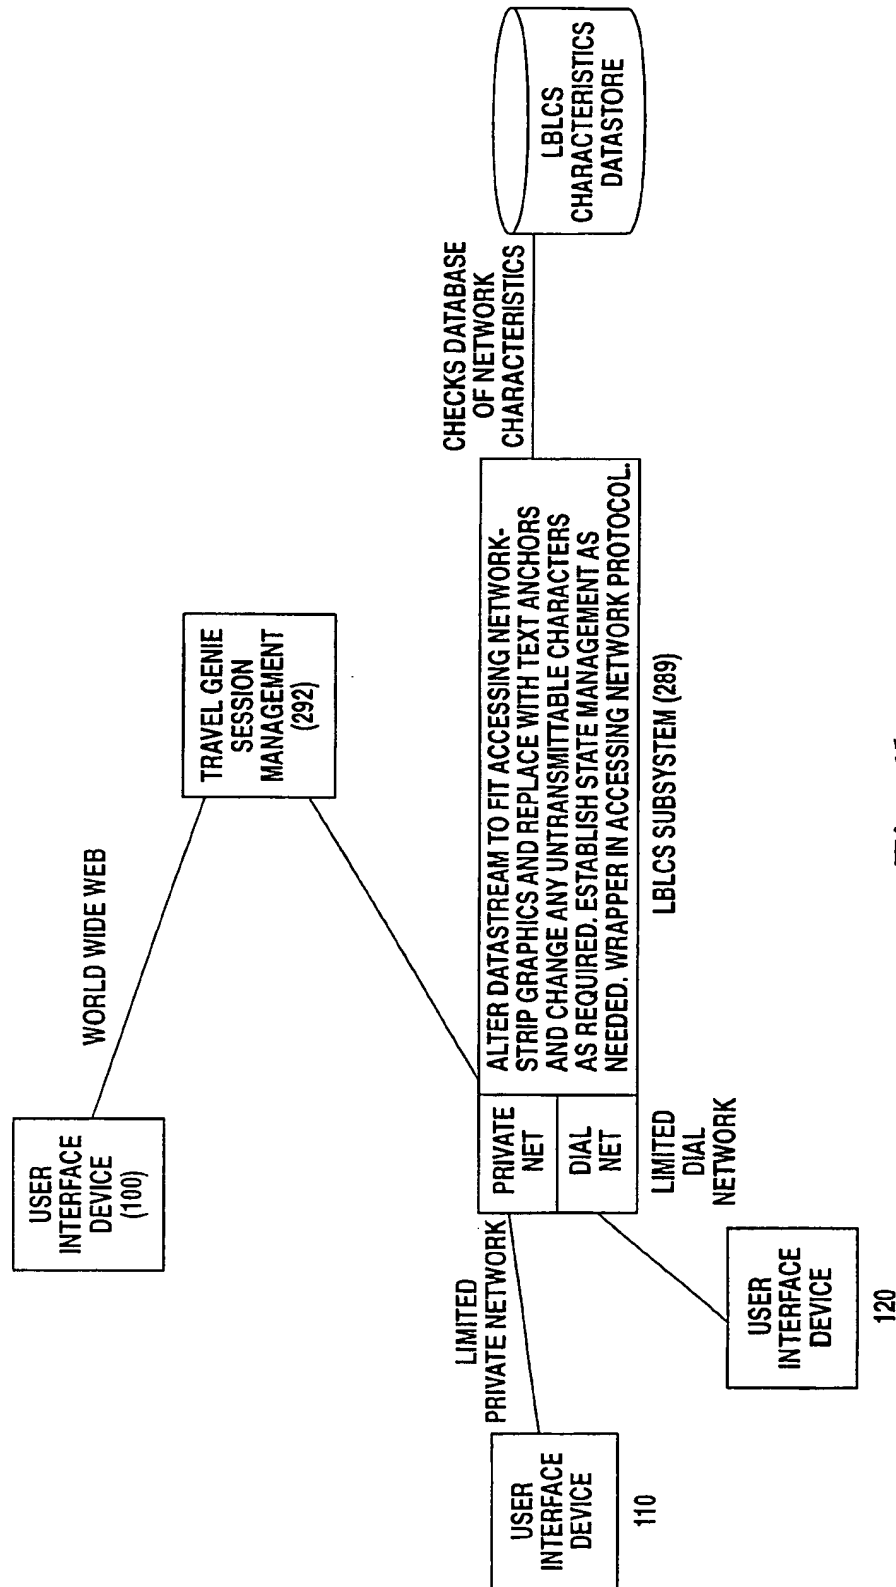 USER
INTERFACE
DEVICE
(100)
WORLD WIDE WEB
TRAVEL GENIE
SESSION
MANAGEMENT
(292)
LIMITED
PRIVATE NETWORK
USER
INTERFACE
DEVICE
110
USER
INTERFACE
DEVICE
120
PRIVATE
NET
DIAL
NET
LIMITED
DIAL
NETWORK
ALTER DATASTREAM TO FIT ACCESSING NETWORK-
STRIP GRAPHICS AND REPLACE WITH TEXT ANCHORS
AND CHANGE ANY UNTRANSMITTABLE CHARACTERS
AS REQUIRED. ESTABLISH STATE MANAGEMENT AS
NEEDED. WRAPPER IN ACCESSING NETWORK PROTOCOL.
LBLCS SUBSYSTEM (289)
CHECKS DATABASE
OF NETWORK
CHARACTERISTICS
LBLCS
CHARACTERISTICS
DATASTORE